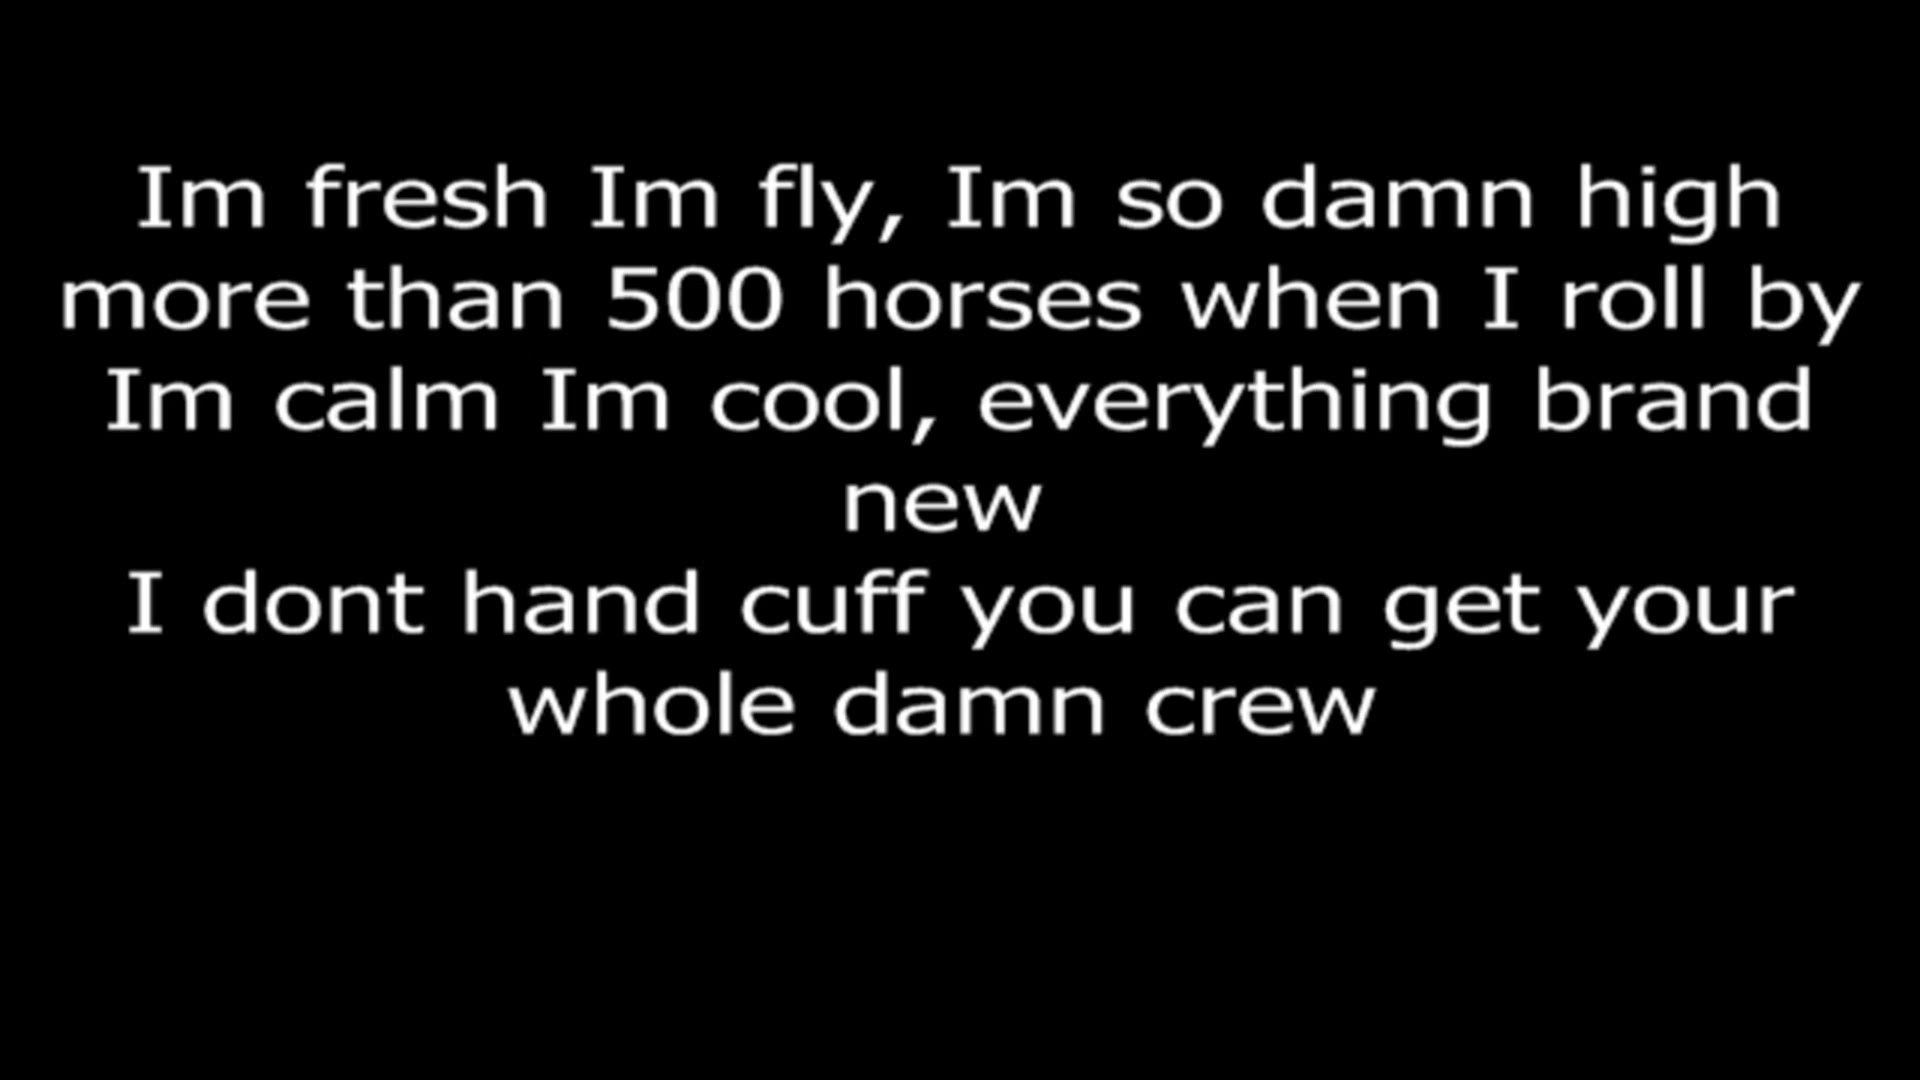 Im fresh Im fly, Im so damn high
more than 500 horses when I roll by
Im calm Im cool, everything brand
new
I dont hand cuff you can get your
whole damn crew